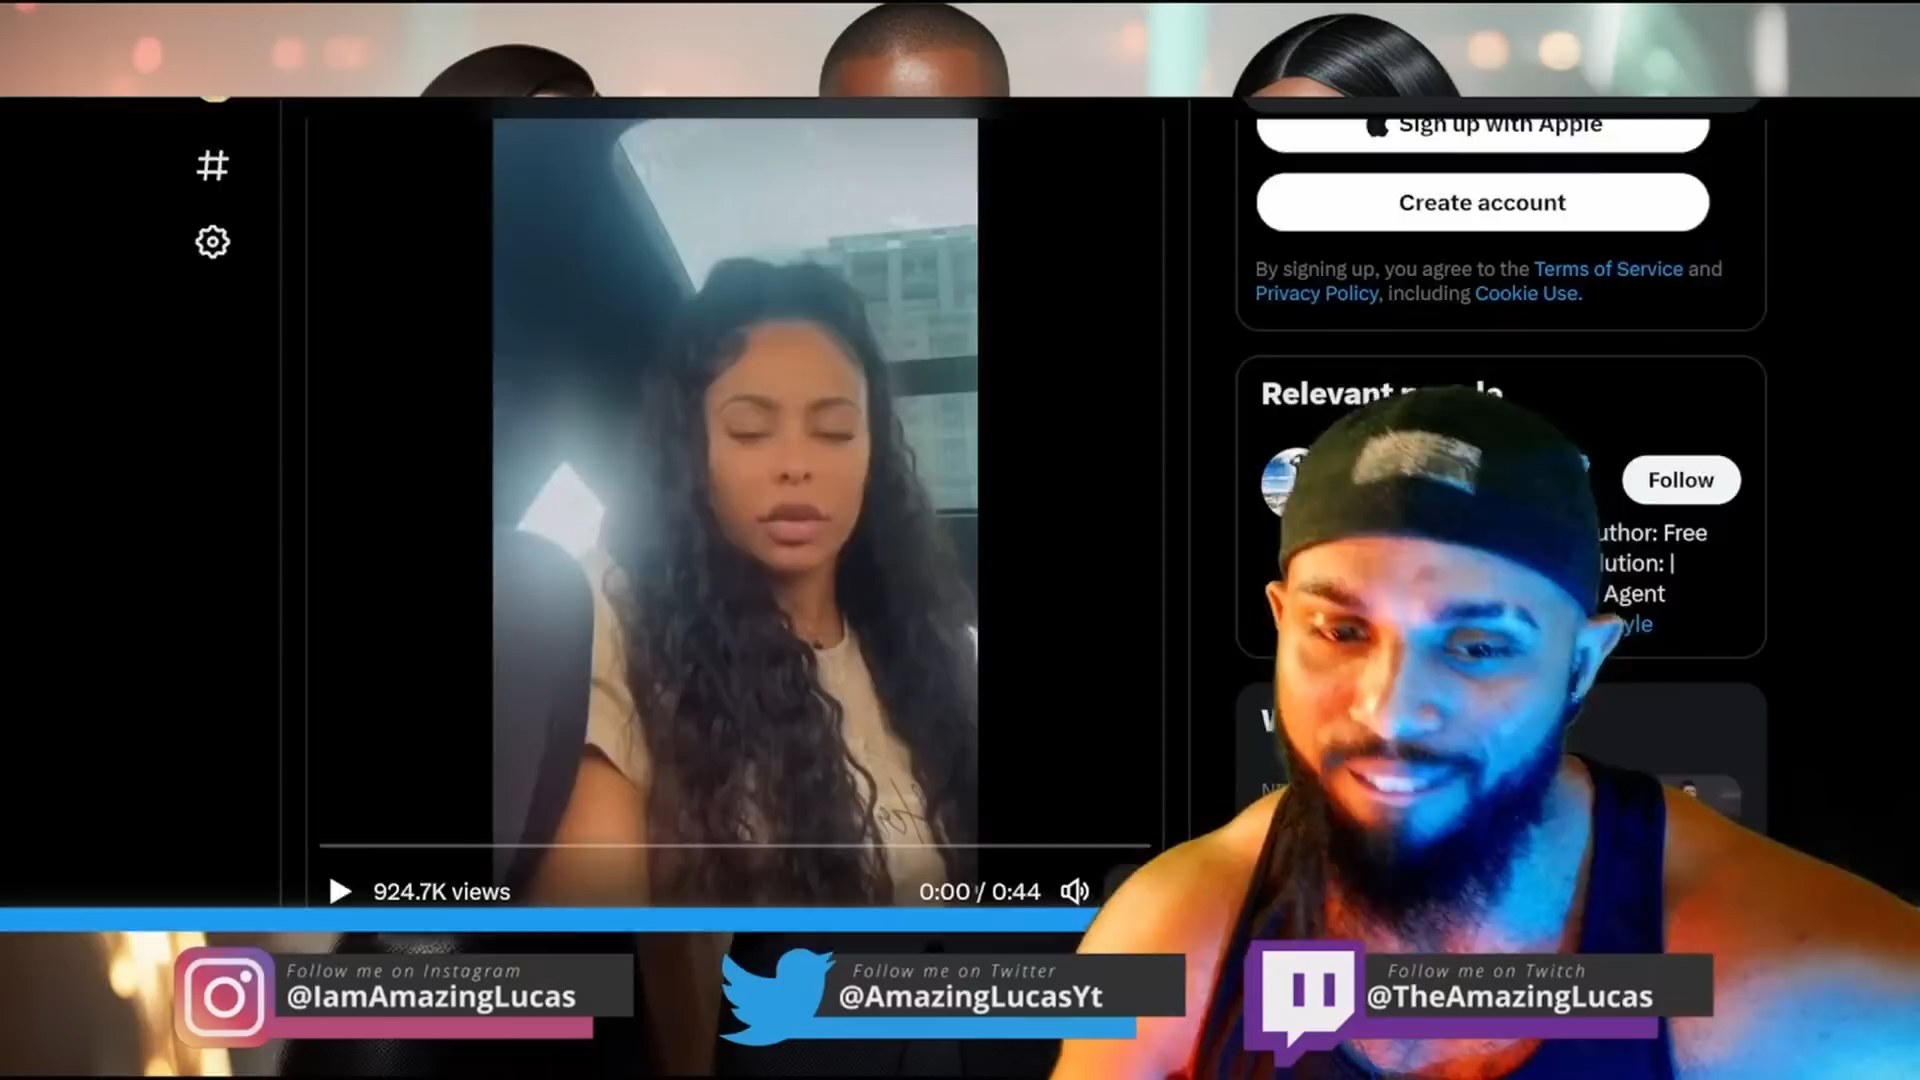 Sign up with Apple
Create account
By signing up, you agree to the Terms of Service and
Privacy Policy, including Cookie Use.
Relevant
Follow
Free
Agent
924.7K views
0:00 / 0:44
Follow me on Instagram
@IamAmazingLucas
Follow me on Twitter
@AmazingLucasYt
Follow me on Twitch
@TheAmazingLucas